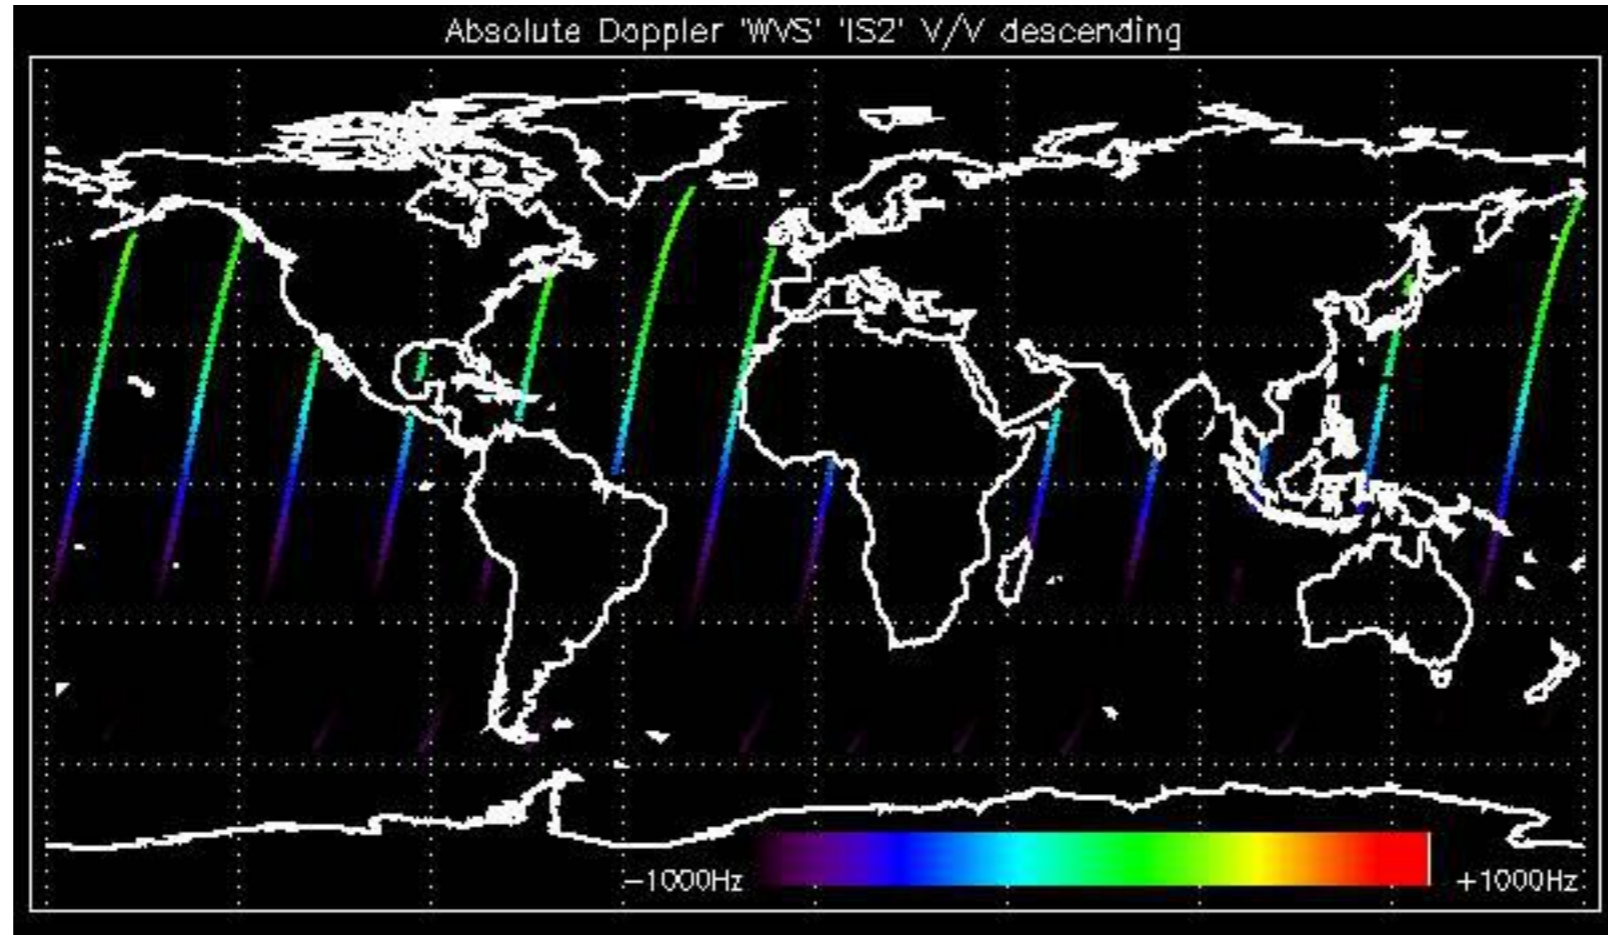 Absolute Doppler 'WVS' 'IS2' V/V descending
−1000Hz
+1000Hz